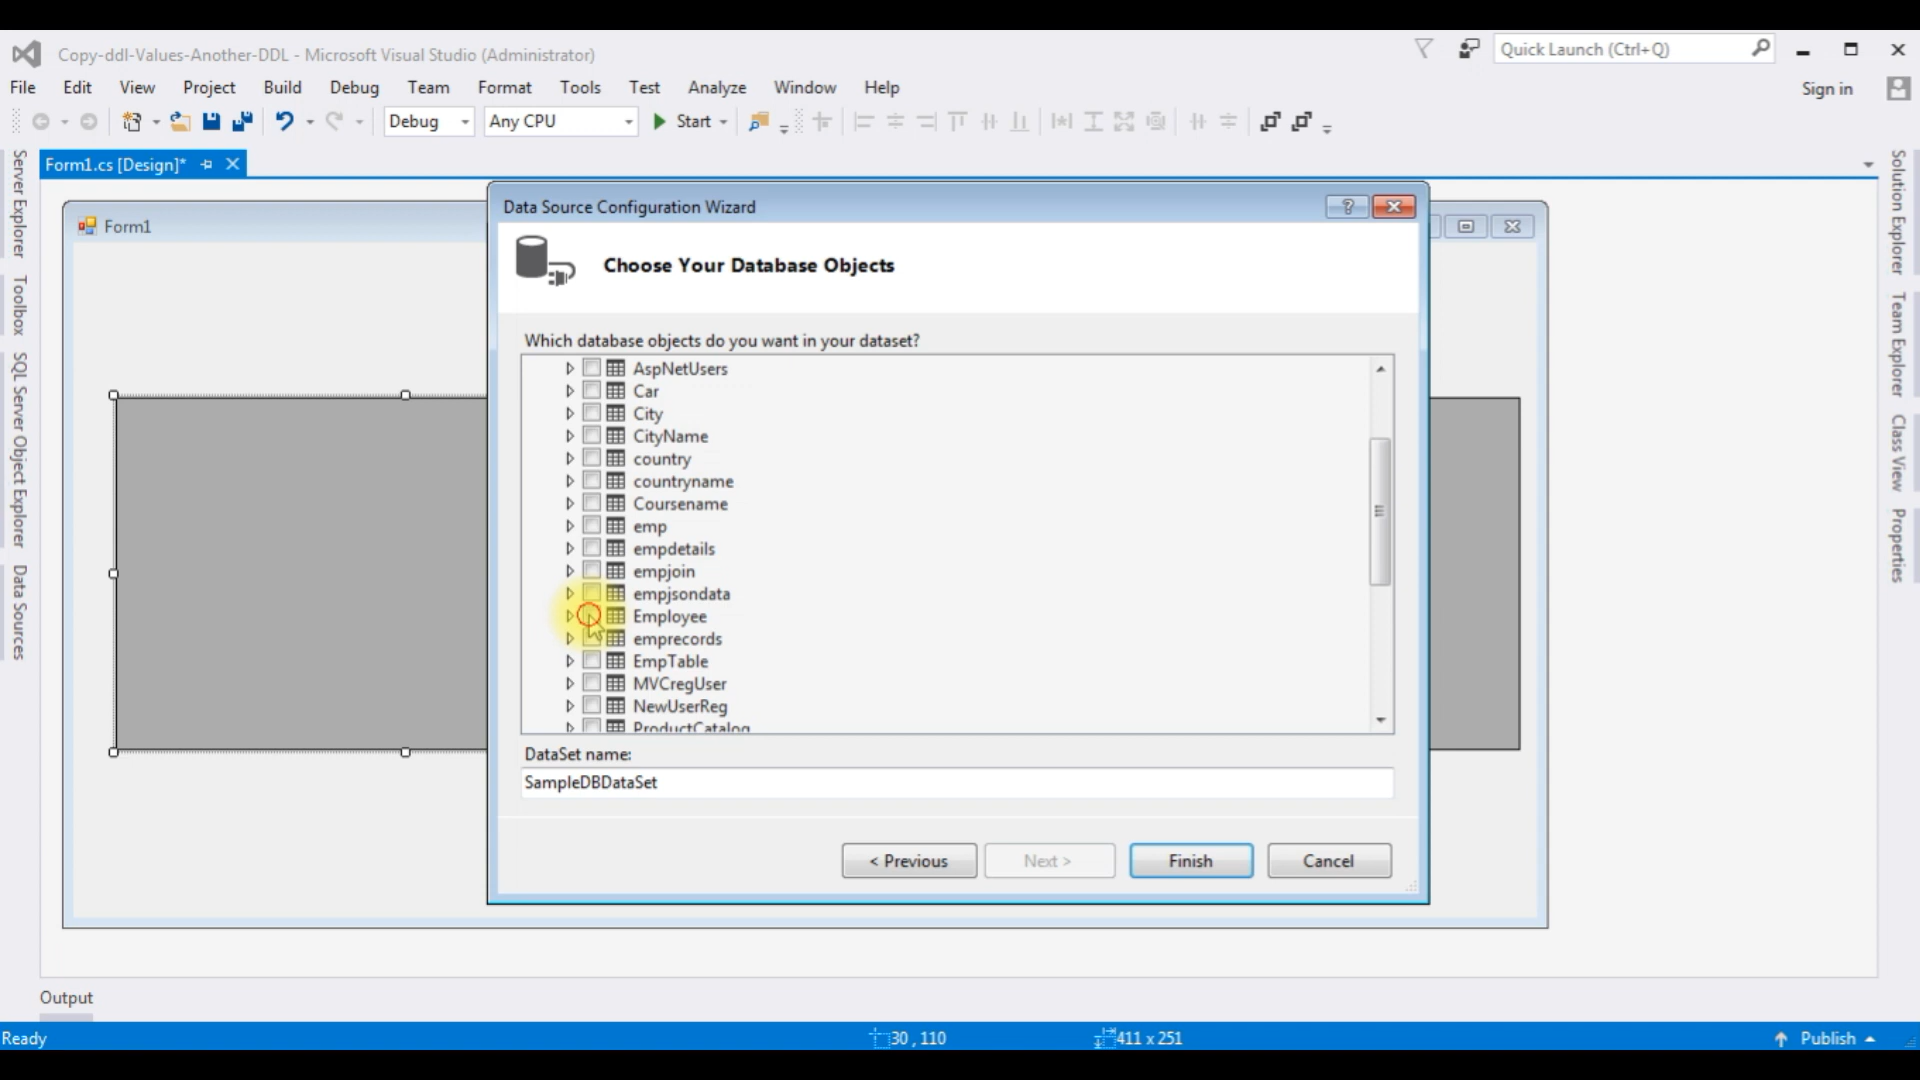 Copy-ddl-Values-Another-DDL - Microsoft Visual Studio (Administrator)
Quick Launch (Ctrl+Q)
File Edit View Project Build Debug Team Format Tools Test Analyze Window Help
Sign in
Debug Any CPU Start
Form1.cs [Design]*
Server Explorer
Toolbox
SQL Server Object Explorer
Data Sources
Solution Explorer
Team Explorer
Class View
Properties
Form1
Data Source Configuration Wizard
?
Choose Your Database Objects
Which database objects do you want in your dataset?
AspNetUsers
Car
City
CityName
country
countryname
Coursename
emp
empdetails
empjoin
empjsondata
Employee
emprecords
EmpTable
MVCregUser
NewUserReg
ProductCatalog
DataSet name:
SampleDBDataSet
< Previous Next > Finish Cancel
Output
Ready 30 , 110 411 x 251 Publish